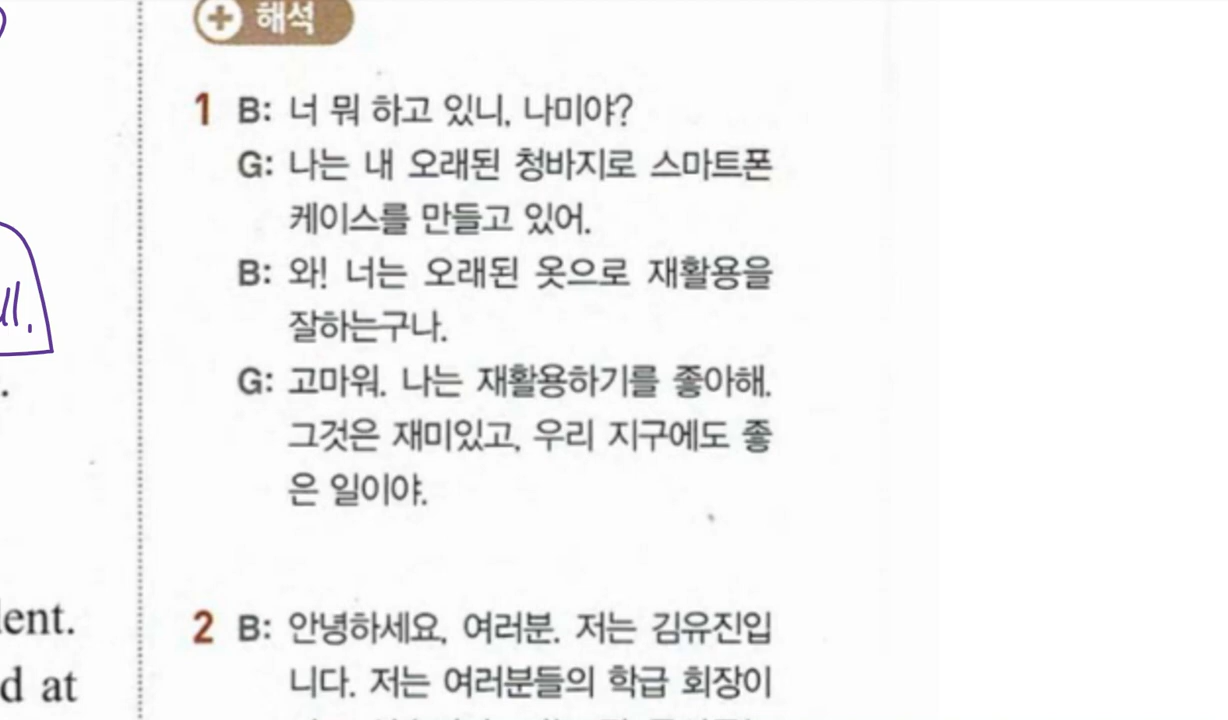 해석
1 B: 너 뭐 하고 있니, 나미야?
G: 나는 내 오래된 청바지로 스마트폰
케이스를 만들고 있어.
B: 와! 너는 오래된 옷으로 재활용을
잘하는구나.
G: 고마워. 나는 재활용하기를 좋아해.
그것은 재미있고, 우리 지구에도 좋
은 일이야.
ul.
lent.
2 B: 안녕하세요, 여러분. 저는 김유진입
d at
니다. 저는 여러분들의 학급 회장이